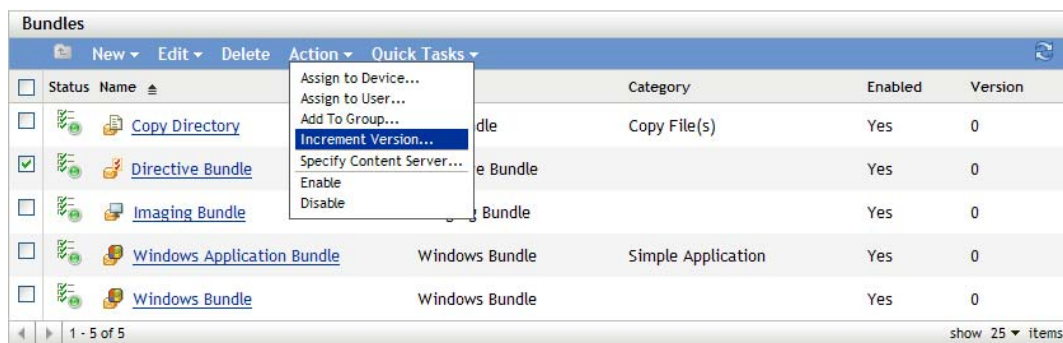 Bundles
New Edit Delete Action Quick Tasks
Status Name Category Enabled Version
Assign to Device...
Assign to User...
Add To Group...
Increment Version...
Specify Content Server...
Enable
Disable
Copy Directory dle Copy File(s) Yes 0
Directive Bundle e Bundle Yes 0
Imaging Bundle Bundle Yes 0
Windows Application Bundle Windows Bundle Simple Application Yes 0
Windows Bundle Windows Bundle Yes 0
1 - 5 of 5 show 25 items